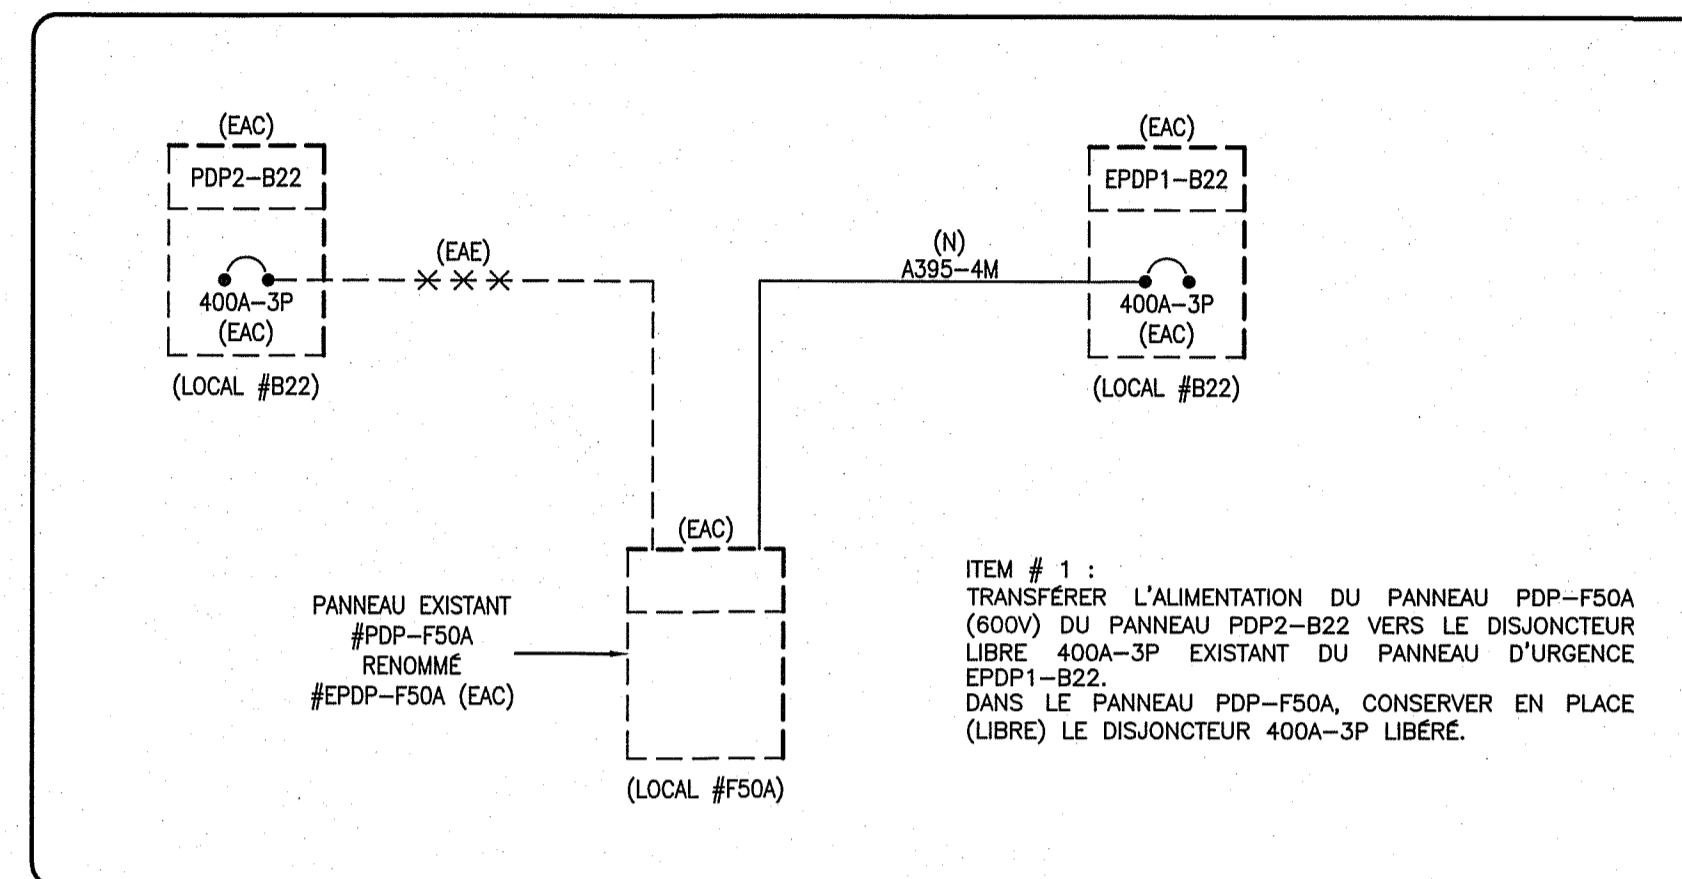 (EAC)
PDP2-B22
400A-3P
(EAC)
(LOCAL #B22)
(EAE)
(N)
A395-4M
(EAC)
EPDP1-B22
400A-3P
(EAC)
(LOCAL #B22)
(EAC)
PANNEAU EXISTANT
#PDP-F50A
RENOMMÉ
#EPDP-F50A (EAC)
(LOCAL #F50A)
ITEM # 1 :
TRANSFÉRER L'ALIMENTATION DU PANNEAU PDP-F50A
(600V) DU PANNEAU PDP2-B22 VERS LE DISJONCTEUR
LIBRE 400A-3P EXISTANT DU PANNEAU D'URGENCE
EPDP1-B22.
DANS LE PANNEAU PDP-F50A, CONSERVER EN PLACE
(LIBRE) LE DISJONCTEUR 400A-3P LIBÉRÉ.